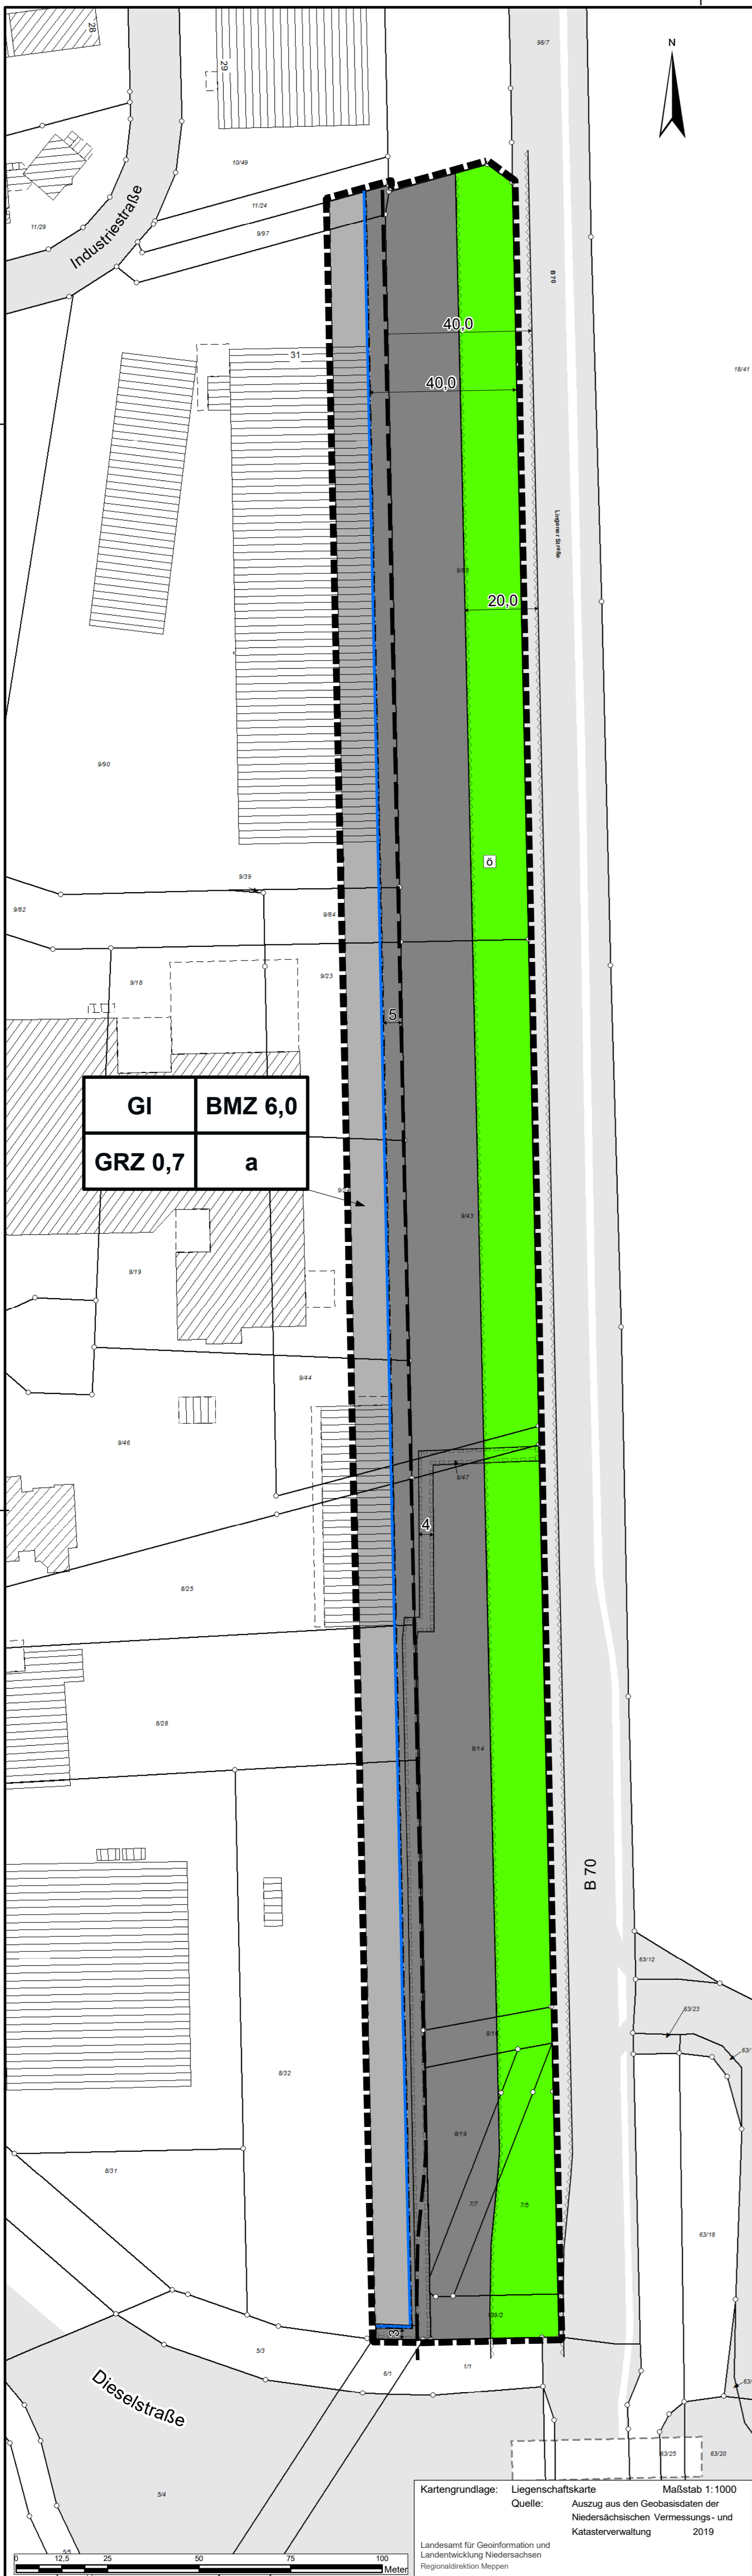 28
29
98/7
N
10/49
Industriestraße
11/24
11/29
9/97
B 70
40,0
31
18/41
40,0
Lingener Straße
20,0
9/90
ö
9/39
9/82
9/84
9/23
9/18
5
GI
BMZ 6,0
GRZ 0,7
a
9/43
9/19
9/44
9/46
9/47
4
8/25
8/28
8/14
B 70
63/12
63/23
8/32
8/19
8/31
7/7
7/5
63/18
109/2
3
5/3
6/1
1/1
Dieselstraße
63/25
63/20
5/4
5/5
Kartengrundlage: Liegenschaftskarte Maßstab 1:1000
Quelle: Auszug aus den Geobasisdaten der
Niedersächsischen Vermessungs- und
Katasterverwaltung 2019
Landesamt für Geoinformation und
Landentwicklung Niedersachsen
Regionaldirektion Meppen
0 12,5 25 50 75 100
Meter